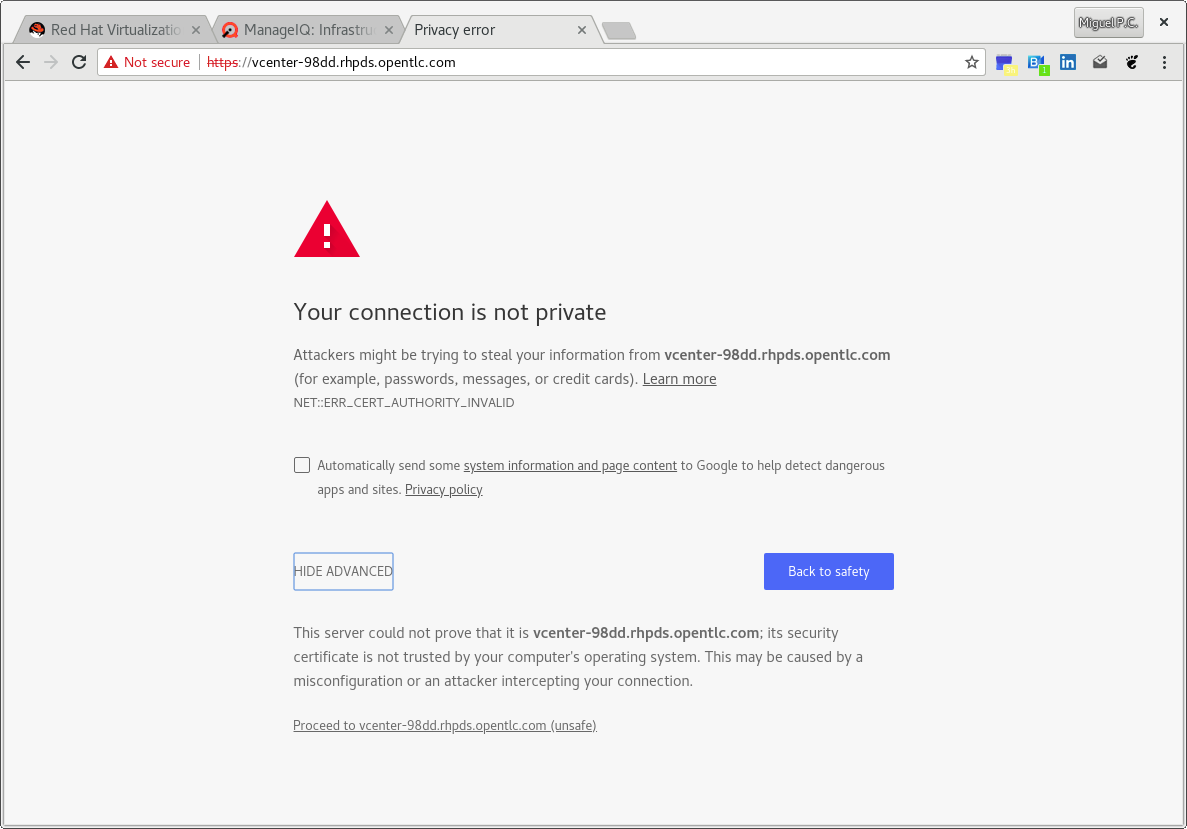 Red Hat Virtualizatio
ManageIQ: Infrastru
Privacy error
Miguel P.C.
Not secure
https://vcenter-98dd.rhpds.opentlc.com
Your connection is not private
Attackers might be trying to steal your information from vcenter-98dd.rhpds.opentlc.com
(for example, passwords, messages, or credit cards). Learn more
NET::ERR_CERT_AUTHORITY_INVALID
Automatically send some system information and page content to Google to help detect dangerous
apps and sites. Privacy policy
HIDE ADVANCED
Back to safety
This server could not prove that it is vcenter-98dd.rhpds.opentlc.com; its security
certificate is not trusted by your computer's operating system. This may be caused by a
misconfiguration or an attacker intercepting your connection.
Proceed to vcenter-98dd.rhpds.opentlc.com (unsafe)